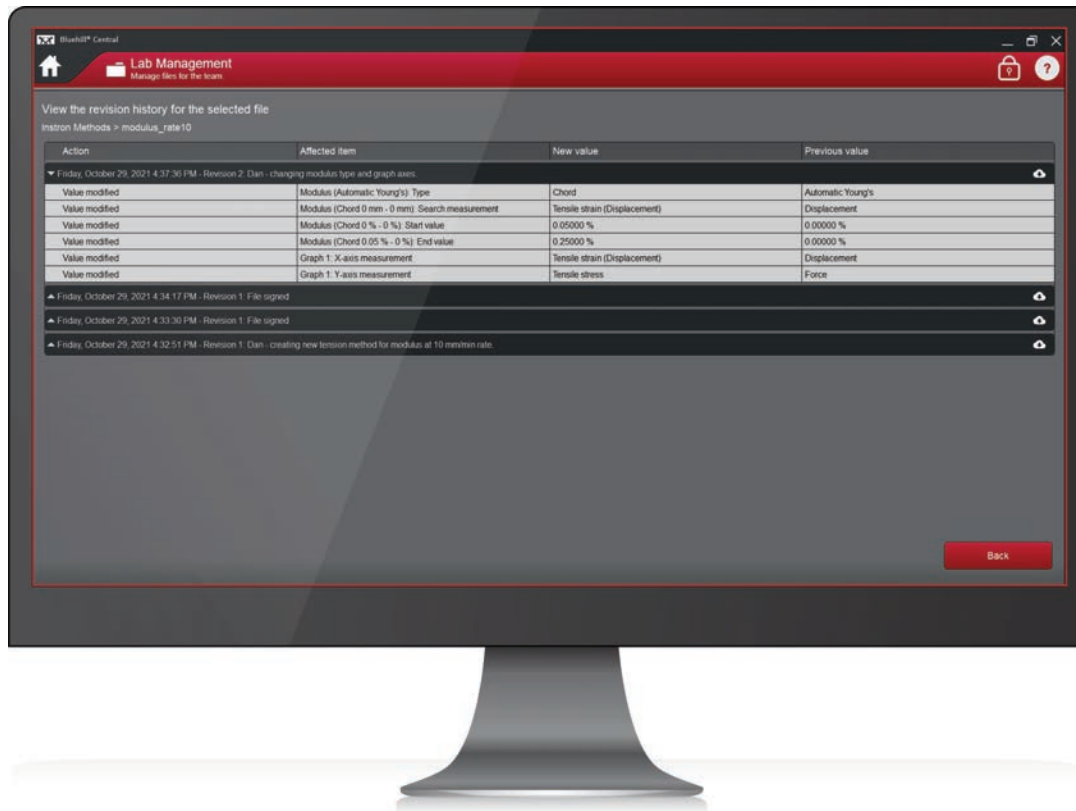 Bluehill® Central
Lab Management
Manage files for the team
?
View the revision history for the selected file
Instron Methods > modulus_rate10
Action Affected item New value Previous value
Friday, October 29, 2021 4:37:36 PM - Revision 2: Dan - changing modulus type and graph axes.
Value modified Modulus (Automatic Young's): Type Chord Automatic Young's
Value modified Modulus (Chord 0 mm - 0 mm): Search measurement Tensile strain (Displacement) Displacement
Value modified Modulus (Chord 0 % - 0 %): Start value 0.05000 % 0.00000 %
Value modified Modulus (Chord 0.05 % - 0 %): End value 0.25000 % 0.00000 %
Value modified Graph 1: X-axis measurement Tensile strain (Displacement) Displacement
Value modified Graph 1: Y-axis measurement Tensile stress Force
Friday, October 29, 2021 4:34:17 PM - Revision 1: File signed
Friday, October 29, 2021 4:33:30 PM - Revision 1: File signed
Friday, October 29, 2021 4:32:51 PM - Revision 1: Dan - creating new tension method for modulus at 10 mm/min rate.
Back